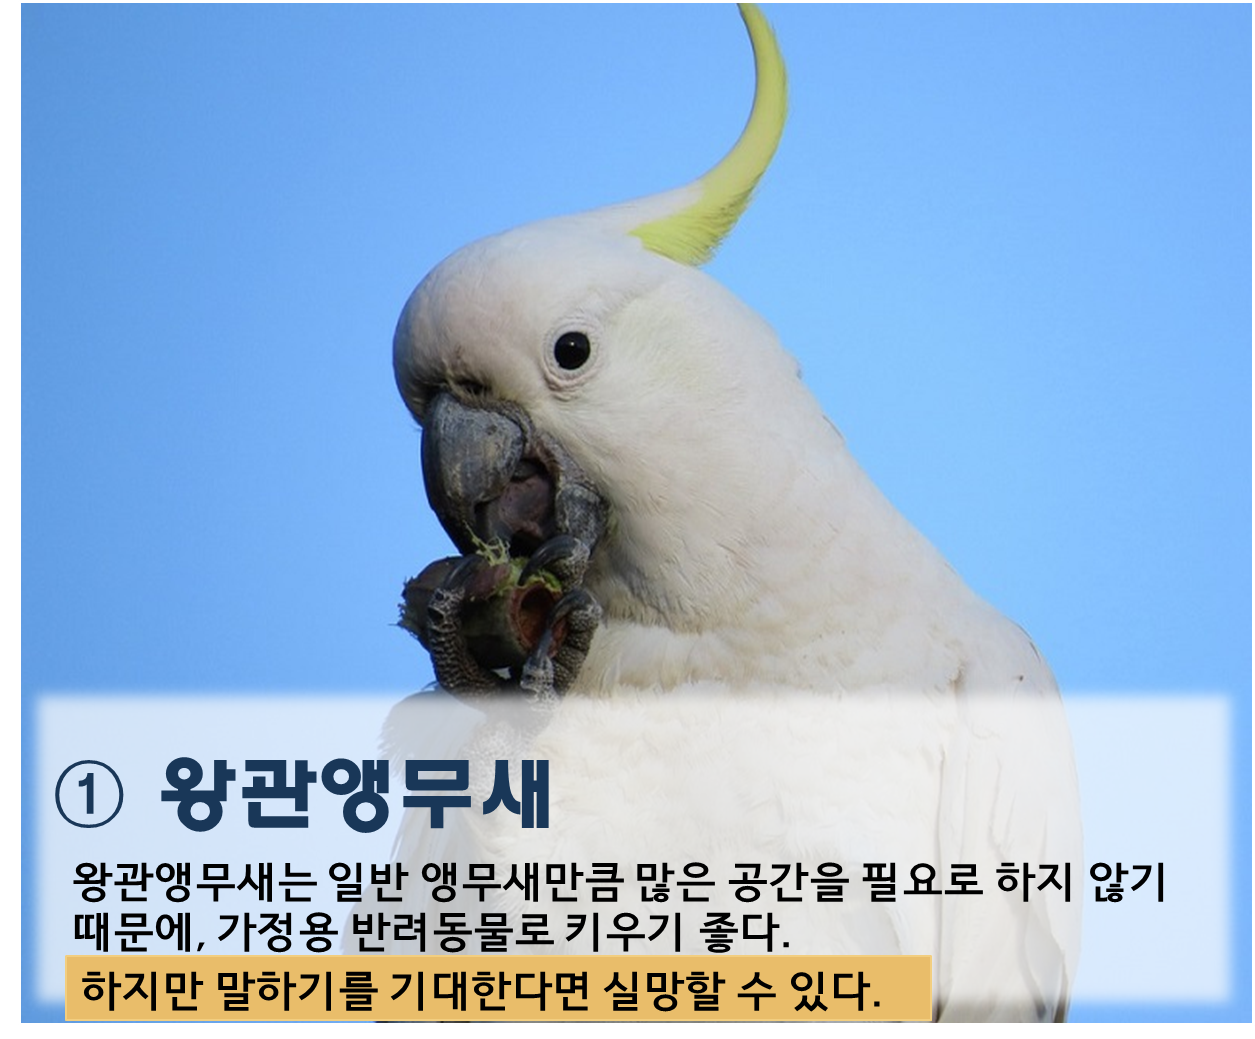 ① 왕관앵무새
왕관앵무새는 일반 앵무새만큼 많은 공간을 필요로 하지 않기
때문에, 가정용 반려동물로 키우기 좋다.
하지만 말하기를 기대한다면 실망할 수 있다.